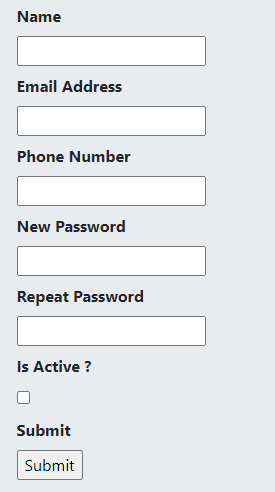 Name
Email Address
Phone Number
New Password
Repeat Password
Is Active ?
Submit
Submit